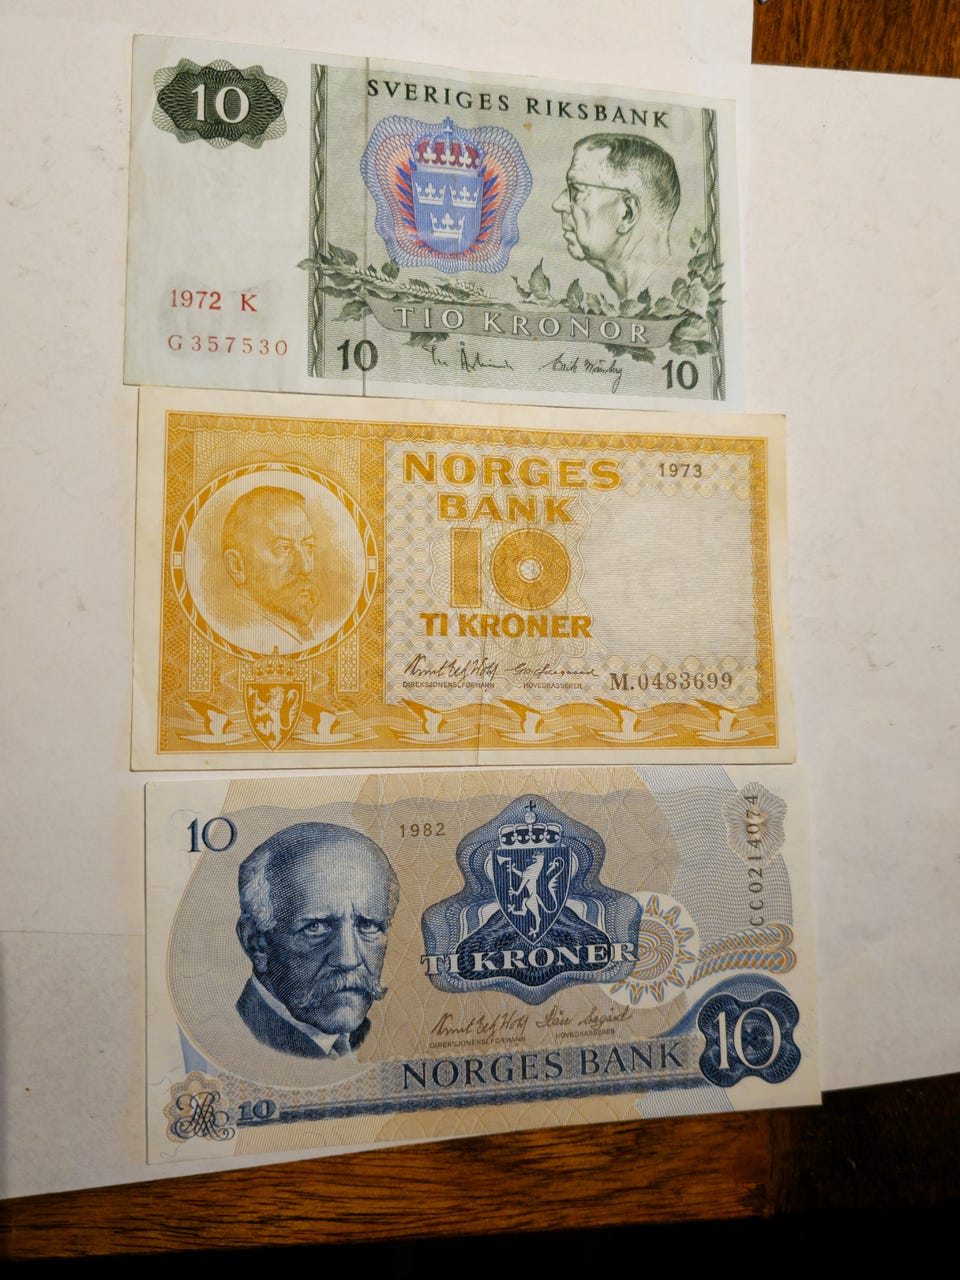 10
SVERIGES RIKSBANK
1972 K
G357530
TIO KRONOR
10
10
NORGES
BANK
1973
10
TI KRONER
DIREKSJONENS FORMANN
HOVEDKASSERER
M.0483699
10
1982
CC0214074
TI KRONER
DIREKSJONENS FORMANN
HOVEDKASSERER
NORGES BANK
10
10